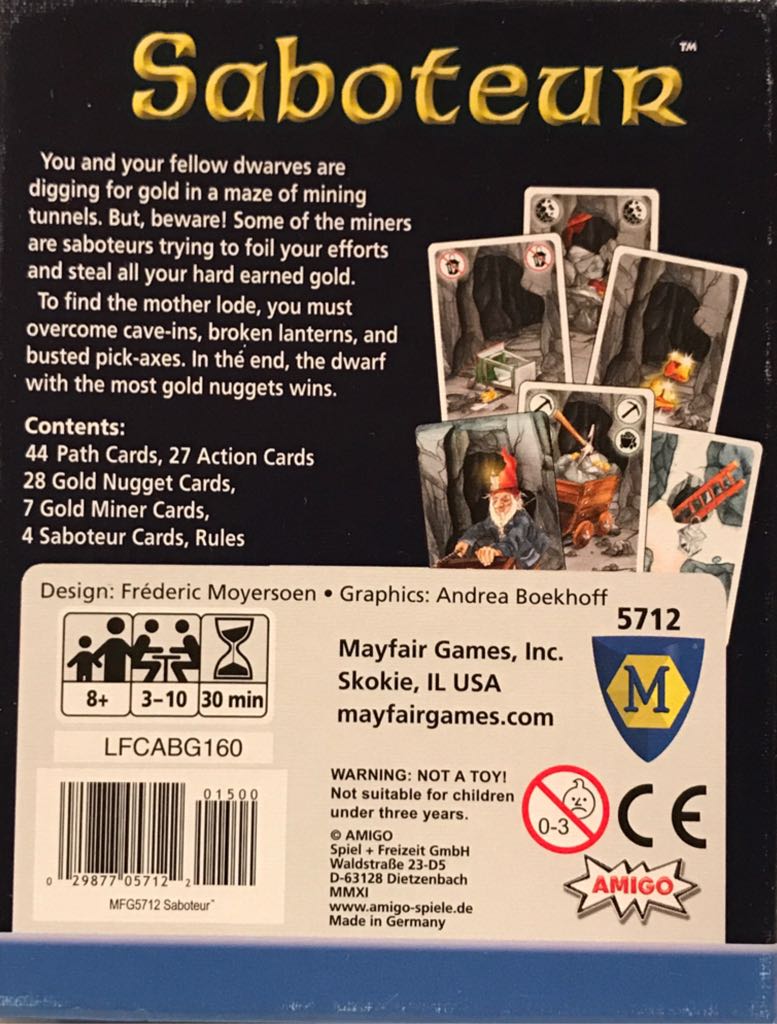 Saboteur™
You and your fellow dwarves are
digging for gold in a maze of mining
tunnels. But, beware! Some of the miners
are saboteurs trying to foil your efforts
and steal all your hard earned gold.
To find the mother lode, you must
overcome cave-ins, broken lanterns, and
busted pick-axes. In the end, the dwarf
with the most gold nuggets wins.
Contents:
44 Path Cards, 27 Action Cards
28 Gold Nugget Cards,
7 Gold Miner Cards,
4 Saboteur Cards, Rules
Design: Fréderic Moyersoen • Graphics: Andrea Boekhoff
8+ 3-10 30 min
LFCABG160
01500
0 29877 05712 2
MFG5712 Saboteur™
5712
Mayfair Games, Inc.
Skokie, IL USA
mayfairgames.com
M
WARNING: NOT A TOY!
Not suitable for children
under three years.
0-3
CE
© AMIGO
Spiel + Freizeit GmbH
Waldstraße 23-D5
D-63128 Dietzenbach
MMXI
www.amigo-spiele.de
Made in Germany
AMIGO